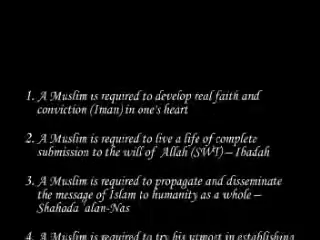 1. A Muslim is required to develop real faith and
conviction (Iman) in one's heart
2. A Muslim is required to live a life of complete
submission to the will of Allah (SWT) – Ibadah
3. A Muslim is required to propagate and disseminate
the message of Islam to humanity as a whole –
Shahada 'alan-Nas
4. A Muslim is required to try his utmost in establishing